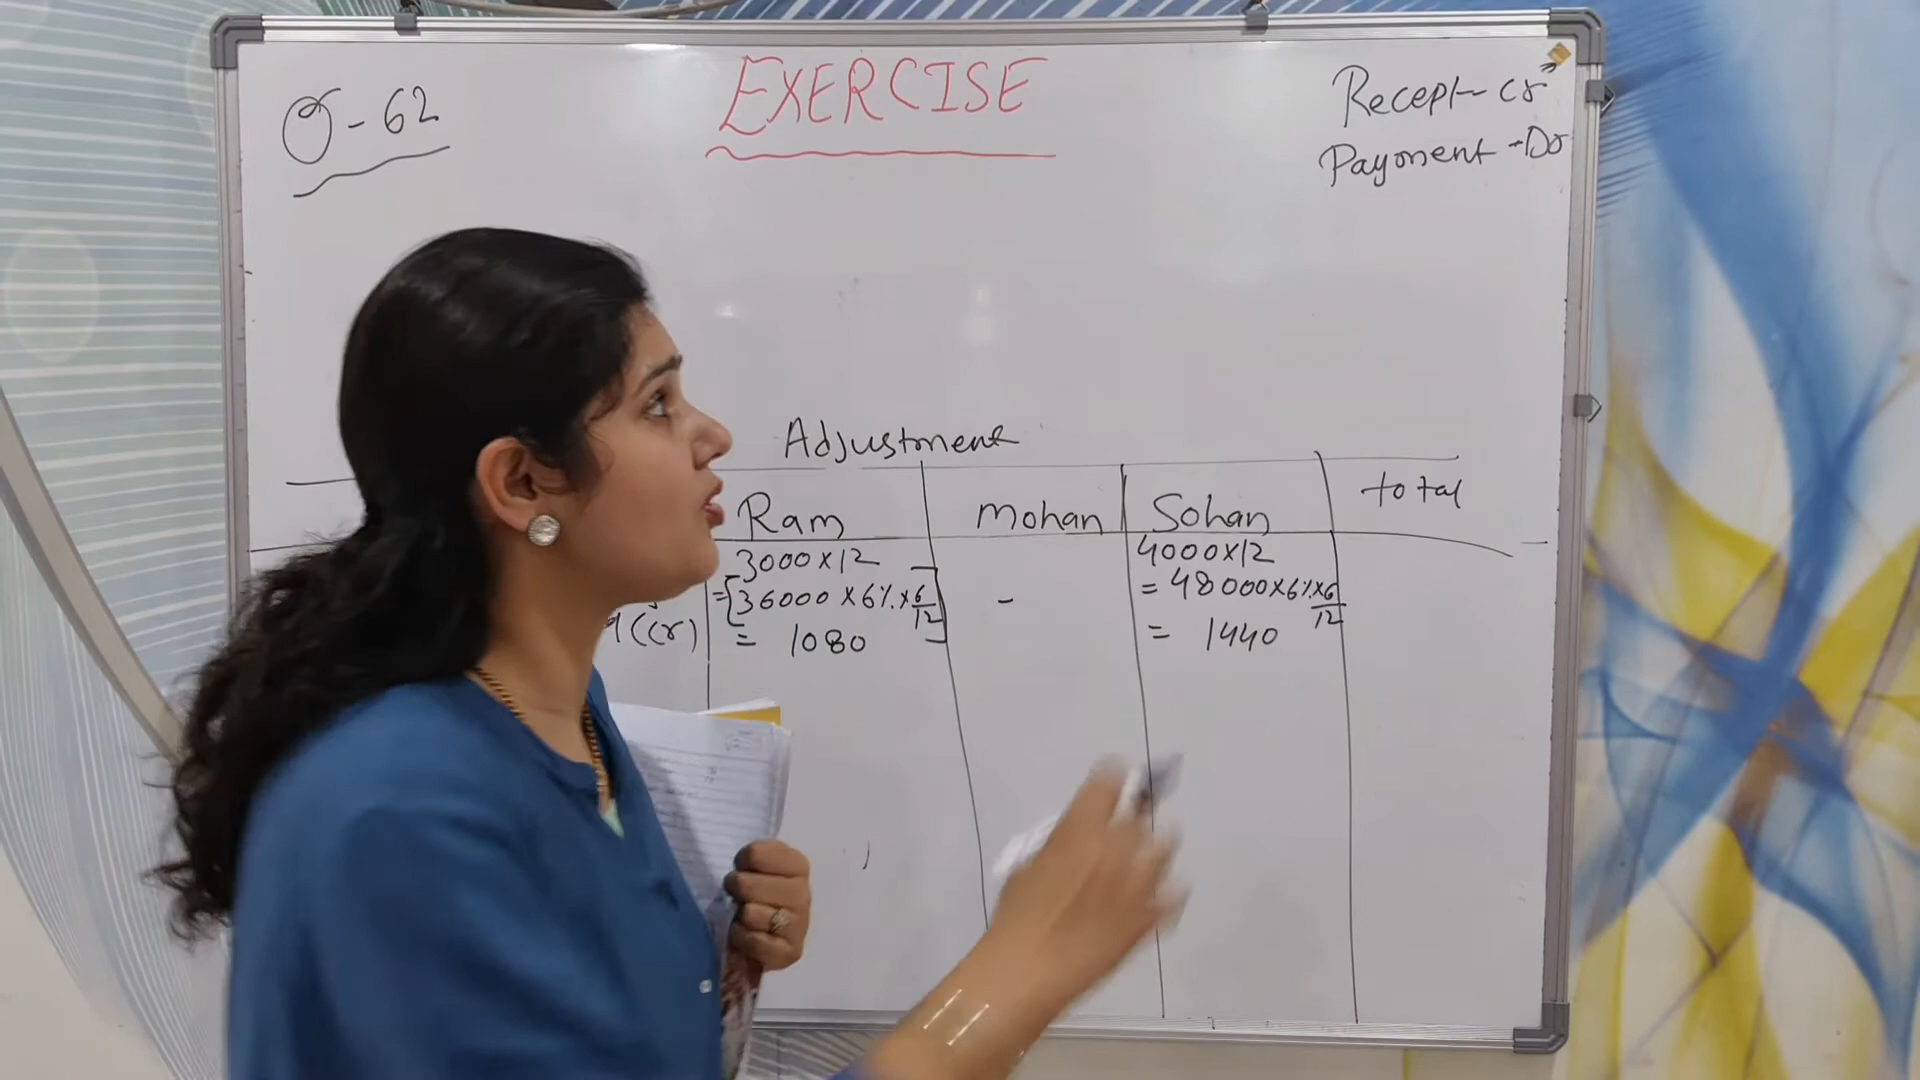 Q-62
EXERCISE
Recept-cr
Payment-Dr
Adjustment
Ram
Mohan
Sohan
total
3000×12
= [36000×6%×6/12]
(cr)
= 1080
-
4000×12
= 48000×6%×6/12
= 1440